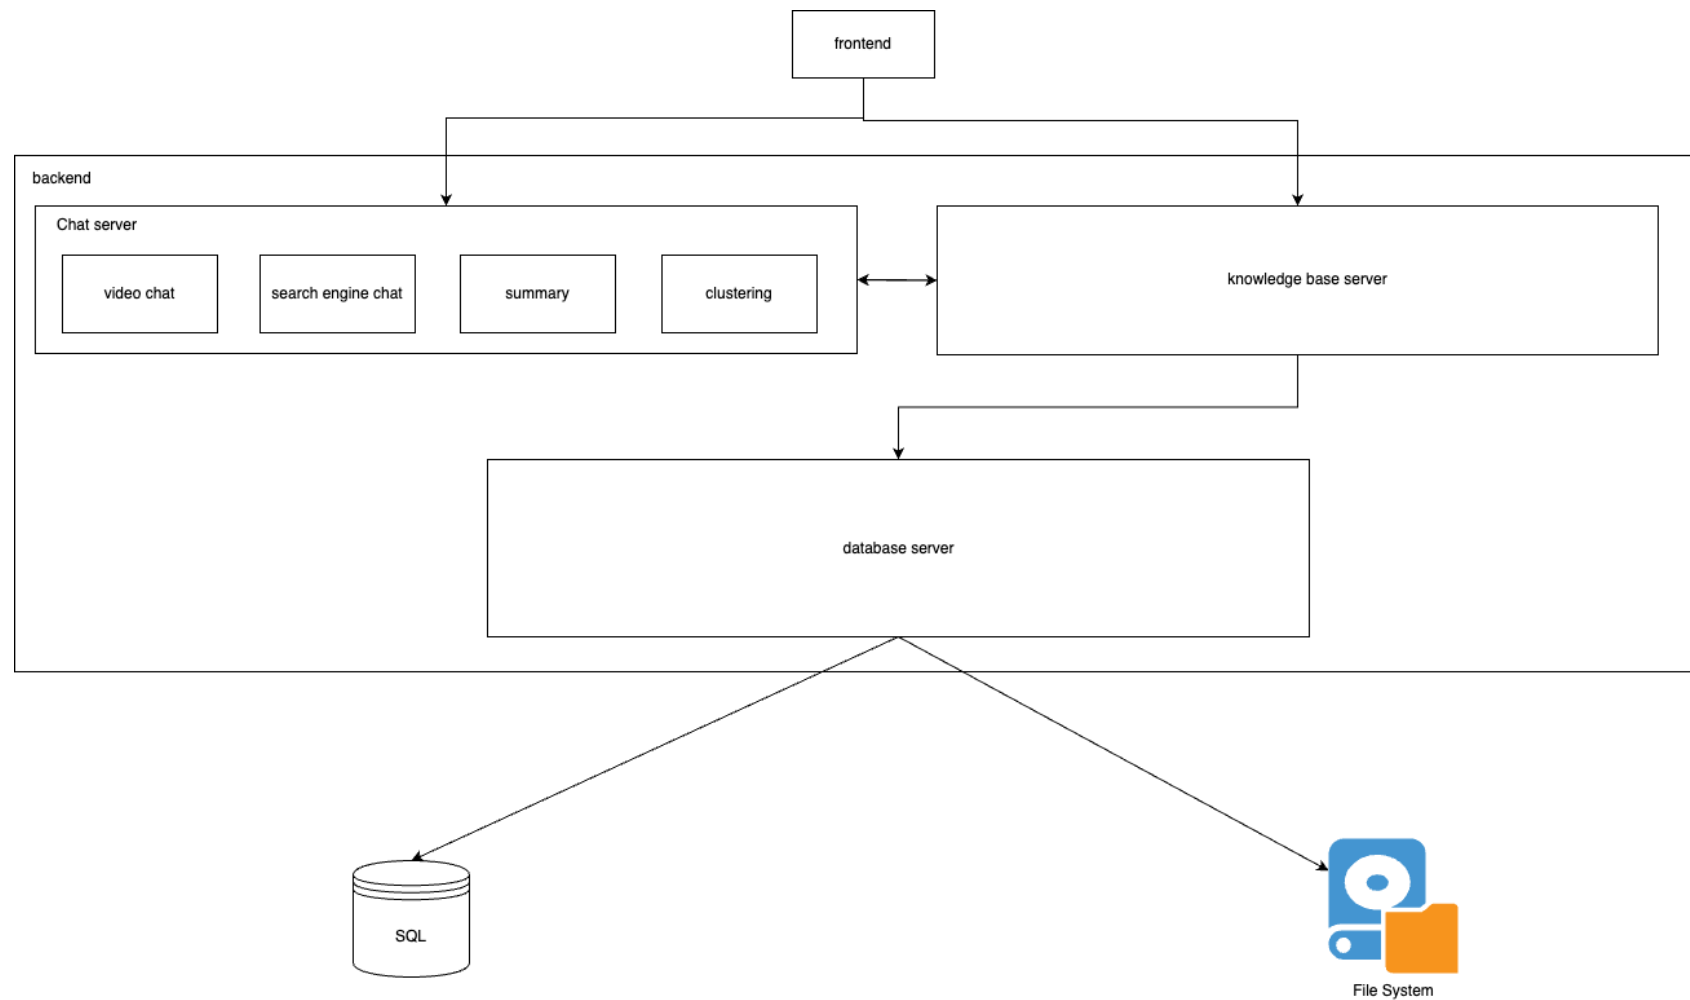 frontend
backend
Chat server
video chat
search engine chat
summary
clustering
knowledge base server
database server
SQL
File System